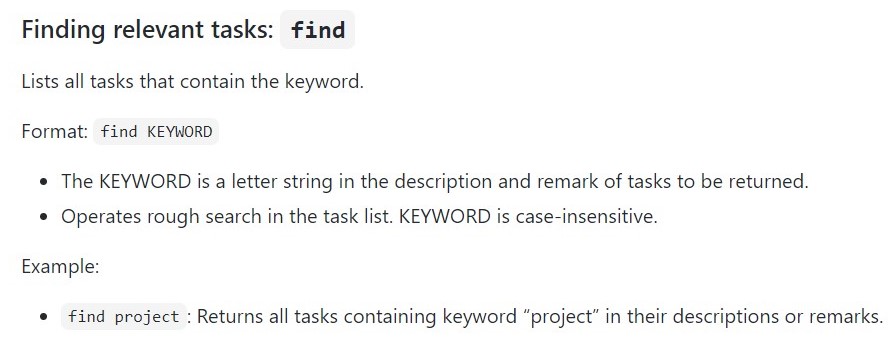 Finding relevant tasks: find
Lists all tasks that contain the keyword.
Format: find KEYWORD
• The KEYWORD is a letter string in the description and remark of tasks to be returned.
• Operates rough search in the task list. KEYWORD is case-insensitive.
Example:
• find project: Returns all tasks containing keyword “project” in their descriptions or remarks.